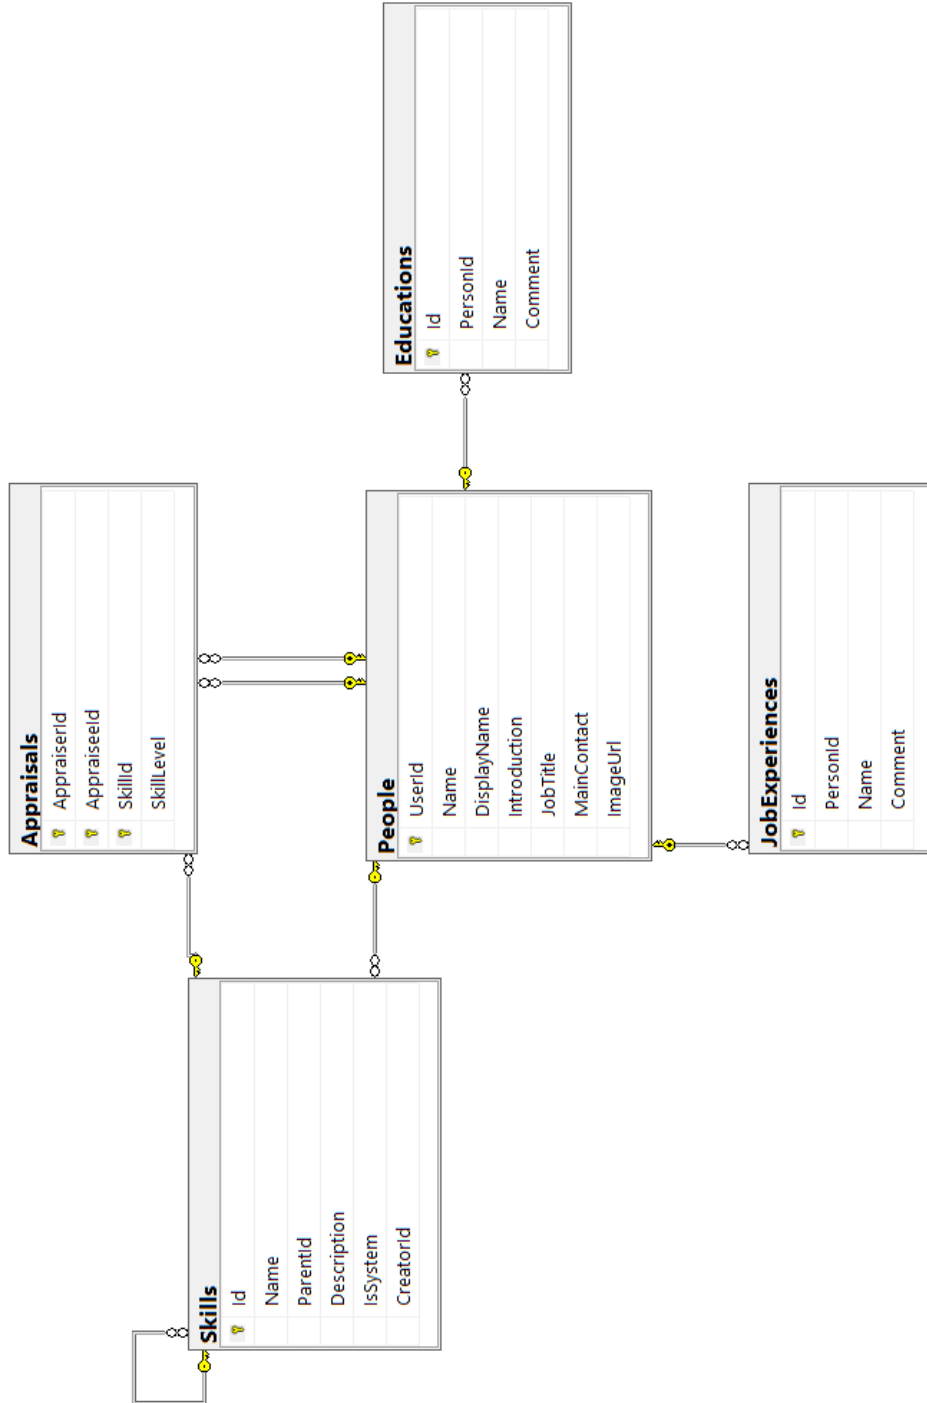 Skills
Id
Name
ParentId
Description
IsSystem
CreatorId
Appraisals
AppraiserId
AppraiseeId
SkillId
SkillLevel
People
UserId
Name
DisplayName
Introduction
JobTitle
MainContact
ImageUrl
JobExperiences
Id
PersonId
Name
Comment
Educations
Id
PersonId
Name
Comment